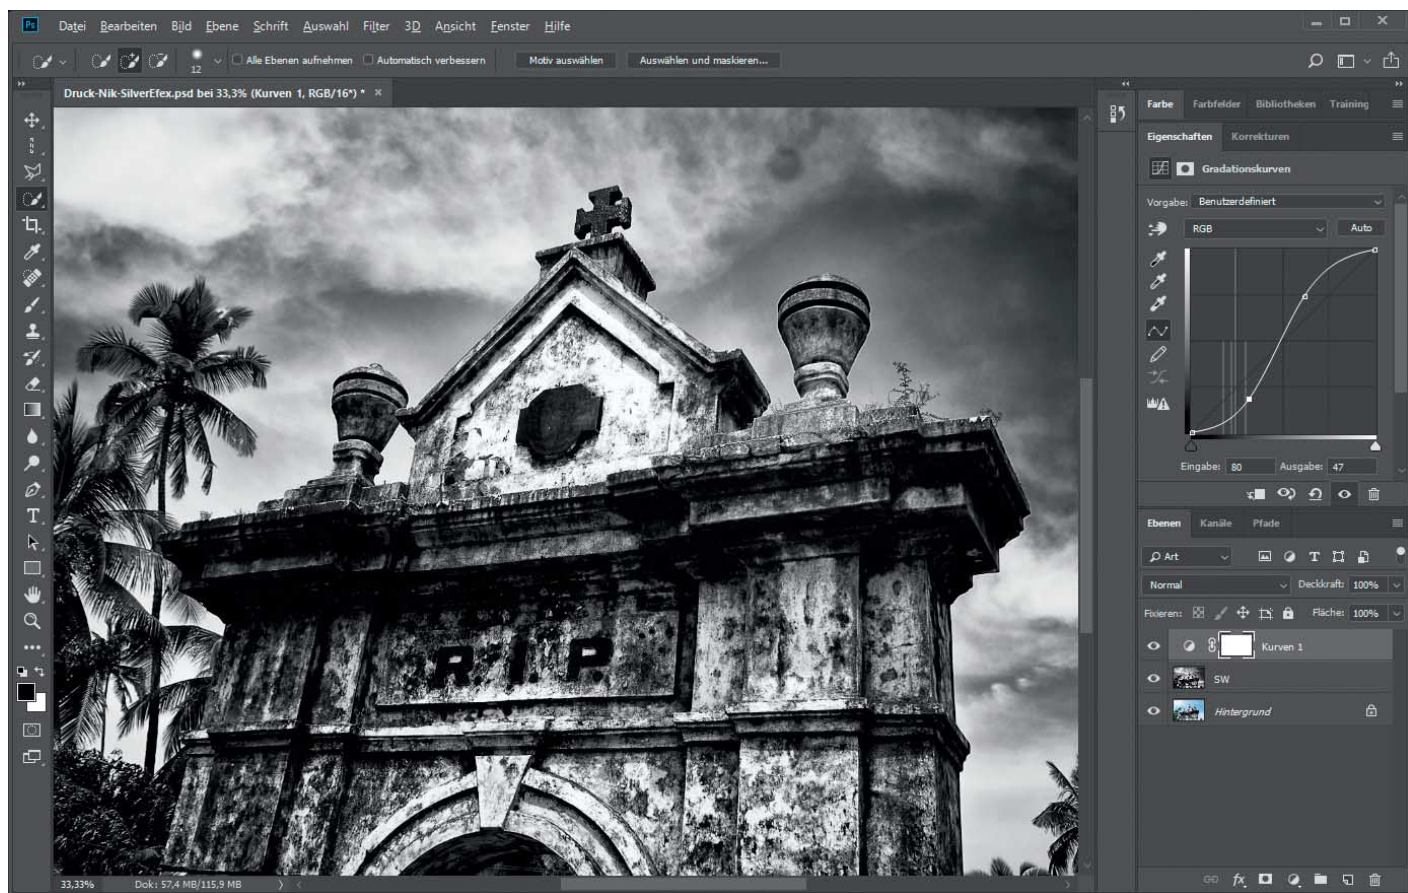 Ps Datei Bearbeiten Bild Ebene Schrift Auswahl Filter 3D Ansicht Fenster Hilfe
12 Alle Ebenen aufnehmen Automatisch verbessern Motiv auswählen Auswählen und maskieren...
Druck-Nik-SilverEfex.psd bei 33,3% (Kurven 1, RGB/16*) * ×
R I P
33,33% Dok: 57,4 MB/115,9 MB
Farbe Farbfelder Bibliotheken Training
Eigenschaften Korrekturen
Gradationskurven
Vorgabe: Benutzerdefiniert
RGB Auto
Eingabe: 80 Ausgabe: 47
Ebenen Kanäle Pfade
Art
Normal Deckkraft: 100%
Fixieren: Fläche: 100%
Kurven 1
SW
Hintergrund
fx